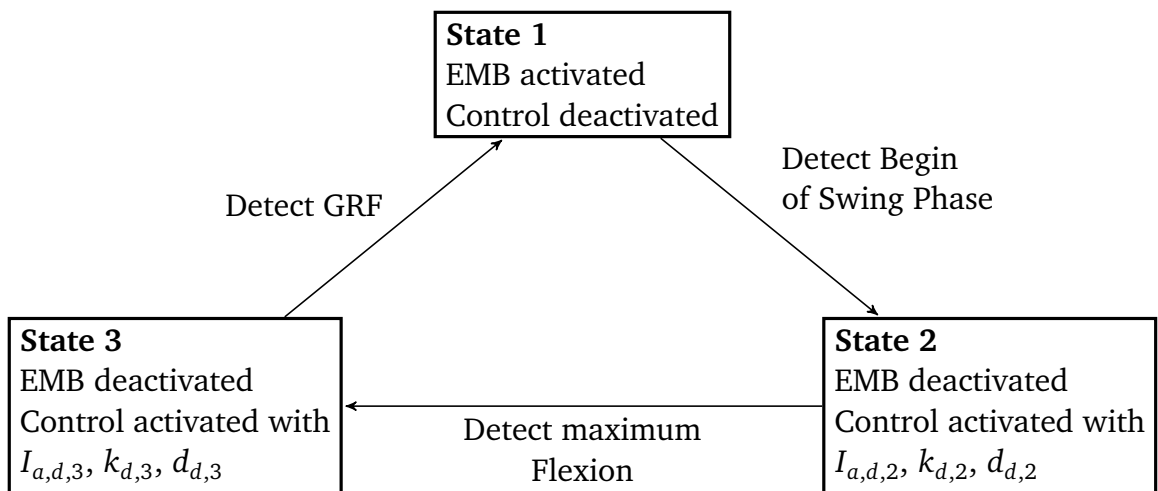 State 1
EMB activated
Control deactivated
Detect Begin
of Swing Phase
Detect GRF
State 3
EMB deactivated
Control activated with
I_{a,d,3}, k_{d,3}, d_{d,3}
Detect maximum
Flexion
State 2
EMB deactivated
Control activated with
I_{a,d,2}, k_{d,2}, d_{d,2}